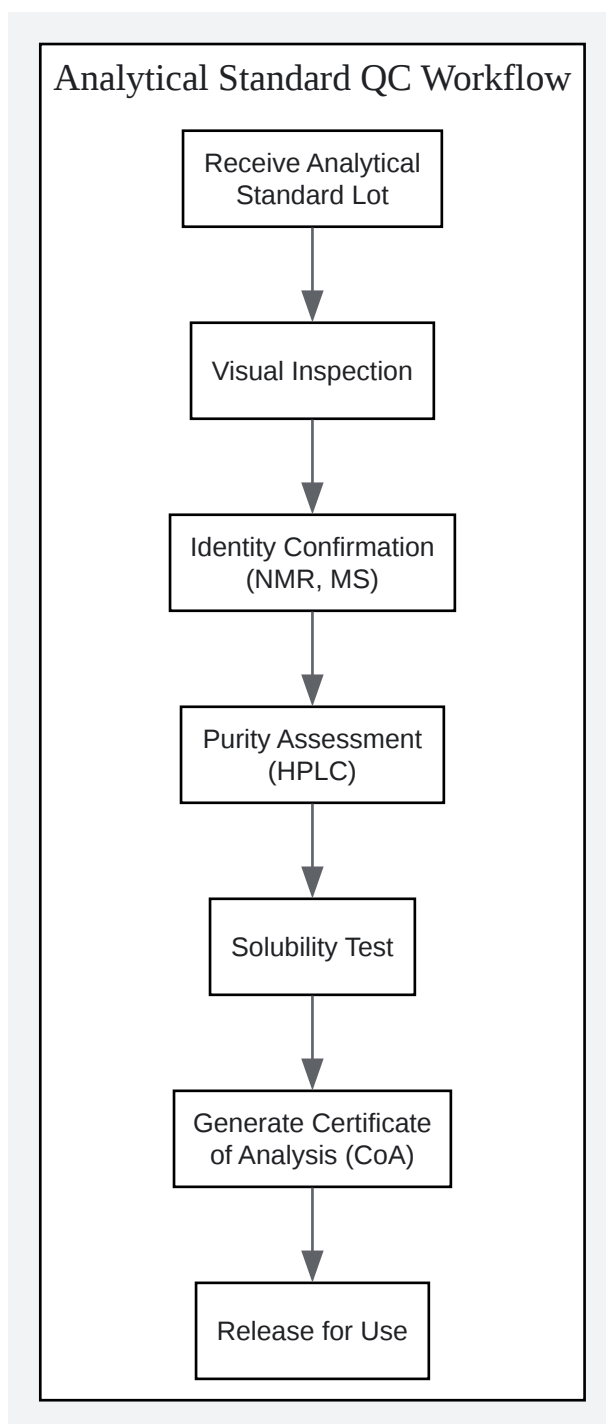 Analytical Standard QC Workflow
Receive Analytical
Standard Lot
Visual Inspection
Identity Confirmation
(NMR, MS)
Purity Assessment
(HPLC)
Solubility Test
Generate Certificate
of Analysis (CoA)
Release for Use